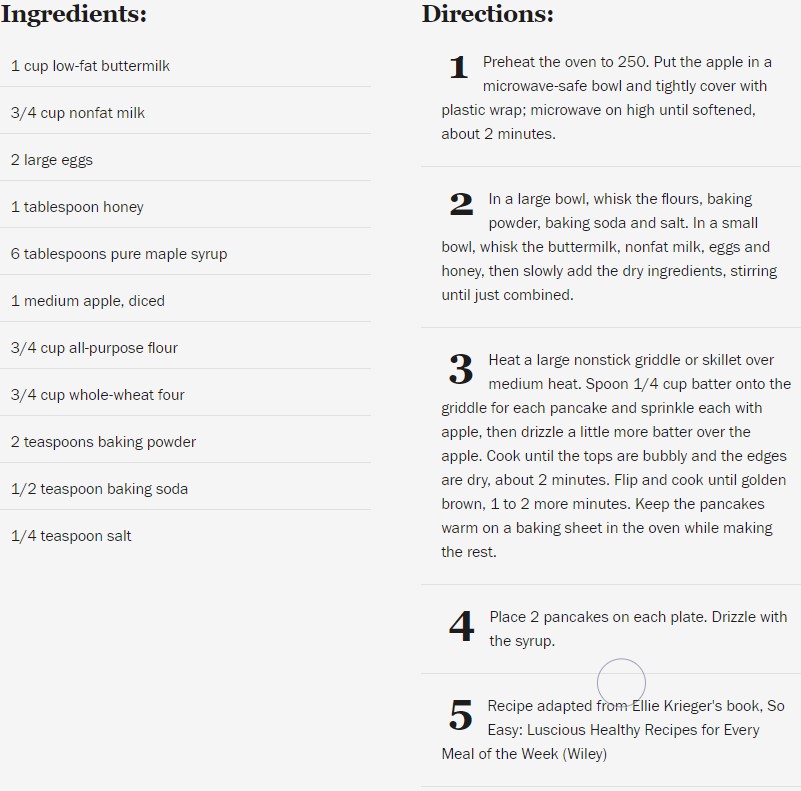 Ingredients:
1 cup low-fat buttermilk
3/4 cup nonfat milk
2 large eggs
1 tablespoon honey
6 tablespoons pure maple syrup
1 medium apple, diced
3/4 cup all-purpose flour
3/4 cup whole-wheat four
2 teaspoons baking powder
1/2 teaspoon baking soda
1/4 teaspoon salt
Directions:
1 Preheat the oven to 250. Put the apple in a
microwave-safe bowl and tightly cover with
plastic wrap; microwave on high until softened,
about 2 minutes.
2 In a large bowl, whisk the flours, baking
powder, baking soda and salt. In a small
bowl, whisk the buttermilk, nonfat milk, eggs and
honey, then slowly add the dry ingredients, stirring
until just combined.
3 Heat a large nonstick griddle or skillet over
medium heat. Spoon 1/4 cup batter onto the
griddle for each pancake and sprinkle each with
apple, then drizzle a little more batter over the
apple. Cook until the tops are bubbly and the edges
are dry, about 2 minutes. Flip and cook until golden
brown, 1 to 2 more minutes. Keep the pancakes
warm on a baking sheet in the oven while making
the rest.
4 Place 2 pancakes on each plate. Drizzle with
the syrup.
5 Recipe adapted from Ellie Krieger's book, So
Easy: Luscious Healthy Recipes for Every
Meal of the Week (Wiley)